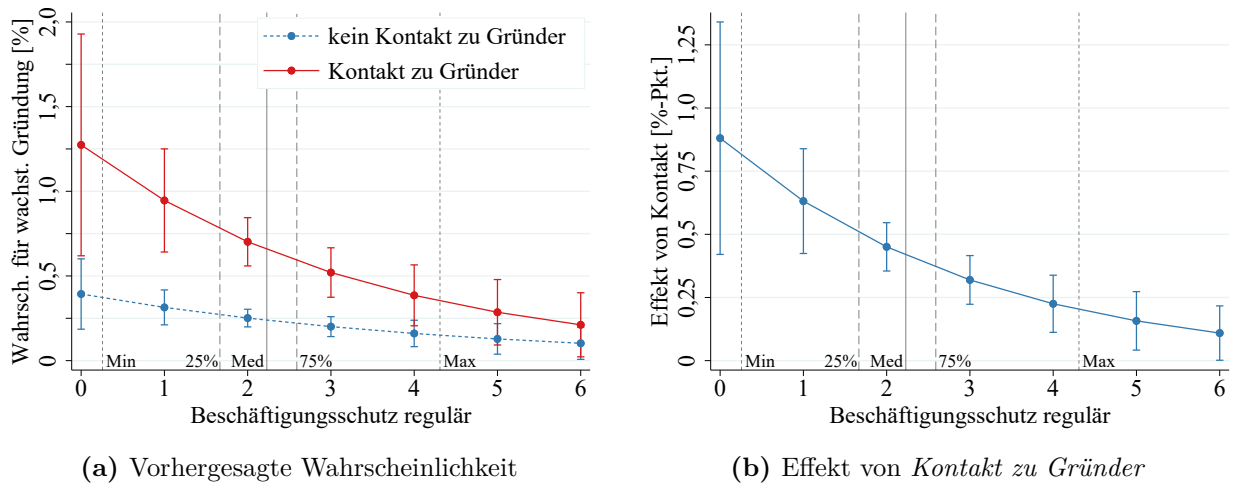 Wahrsch. für wachst. Gründung [%]
2,0
1,5
1,0
0,5
0
kein Kontakt zu Gründer
Kontakt zu Gründer
Min
25%
Med
75%
Max
0 1 2 3 4 5 6
Beschäftigungsschutz regulär
(a) Vorhergesagte Wahrscheinlichkeit
Effekt von Kontakt [%-Pkt.]
1,25
1,0
0,75
0,5
0,25
0
Min
25%
Med
75%
Max
0 1 2 3 4 5 6
Beschäftigungsschutz regulär
(b) Effekt von Kontakt zu Gründer